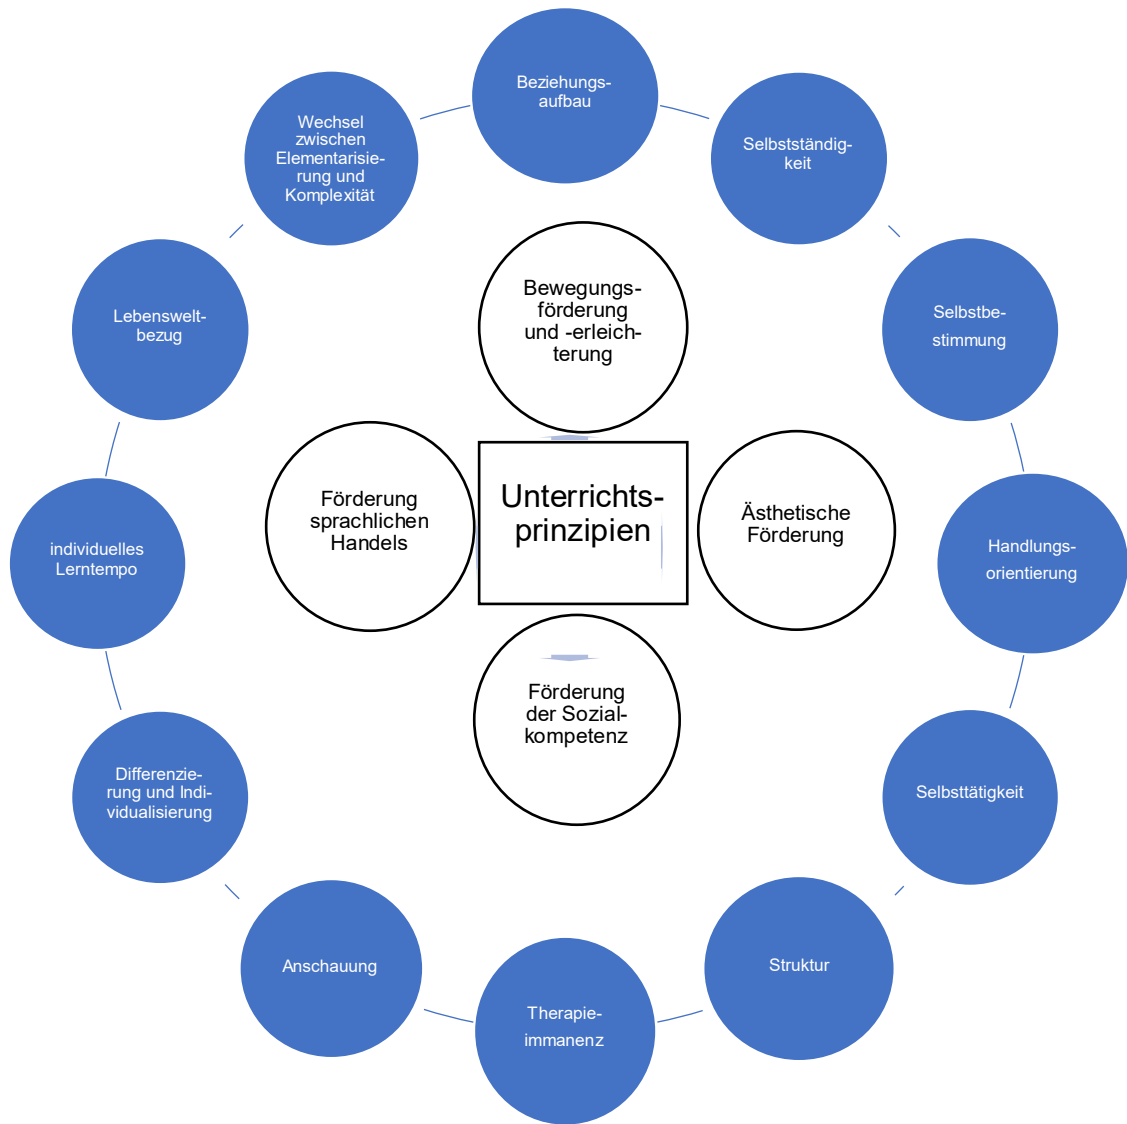 Beziehungs-
aufbau
Wechsel
zwischen
Elementarisie-
rung und
Komplexität
Selbstständig-
keit
Bewegungs-
förderung
und -erleich-
terung
Lebenswelt-
bezug
Selbstbe-
stimmung
Förderung
sprachlichen
Handels
Unterrichts-
prinzipien
Ästhetische
Förderung
individuelles
Lerntempo
Handlungs-
orientierung
Förderung
der Sozial-
kompetenz
Differenzie-
rung und Indi-
vidualisierung
Selbsttätigkeit
Anschauung
Struktur
Therapie-
immanenz